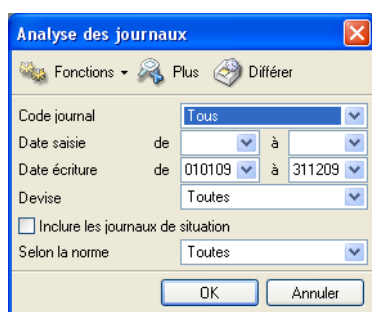 Analyse des journaux
Fonctions Plus Différer
Code journal Tous
Date saisie de à
Date écriture de 010109 à 311209
Devise Toutes
Inclure les journaux de situation
Selon la norme Toutes
OK Annuler